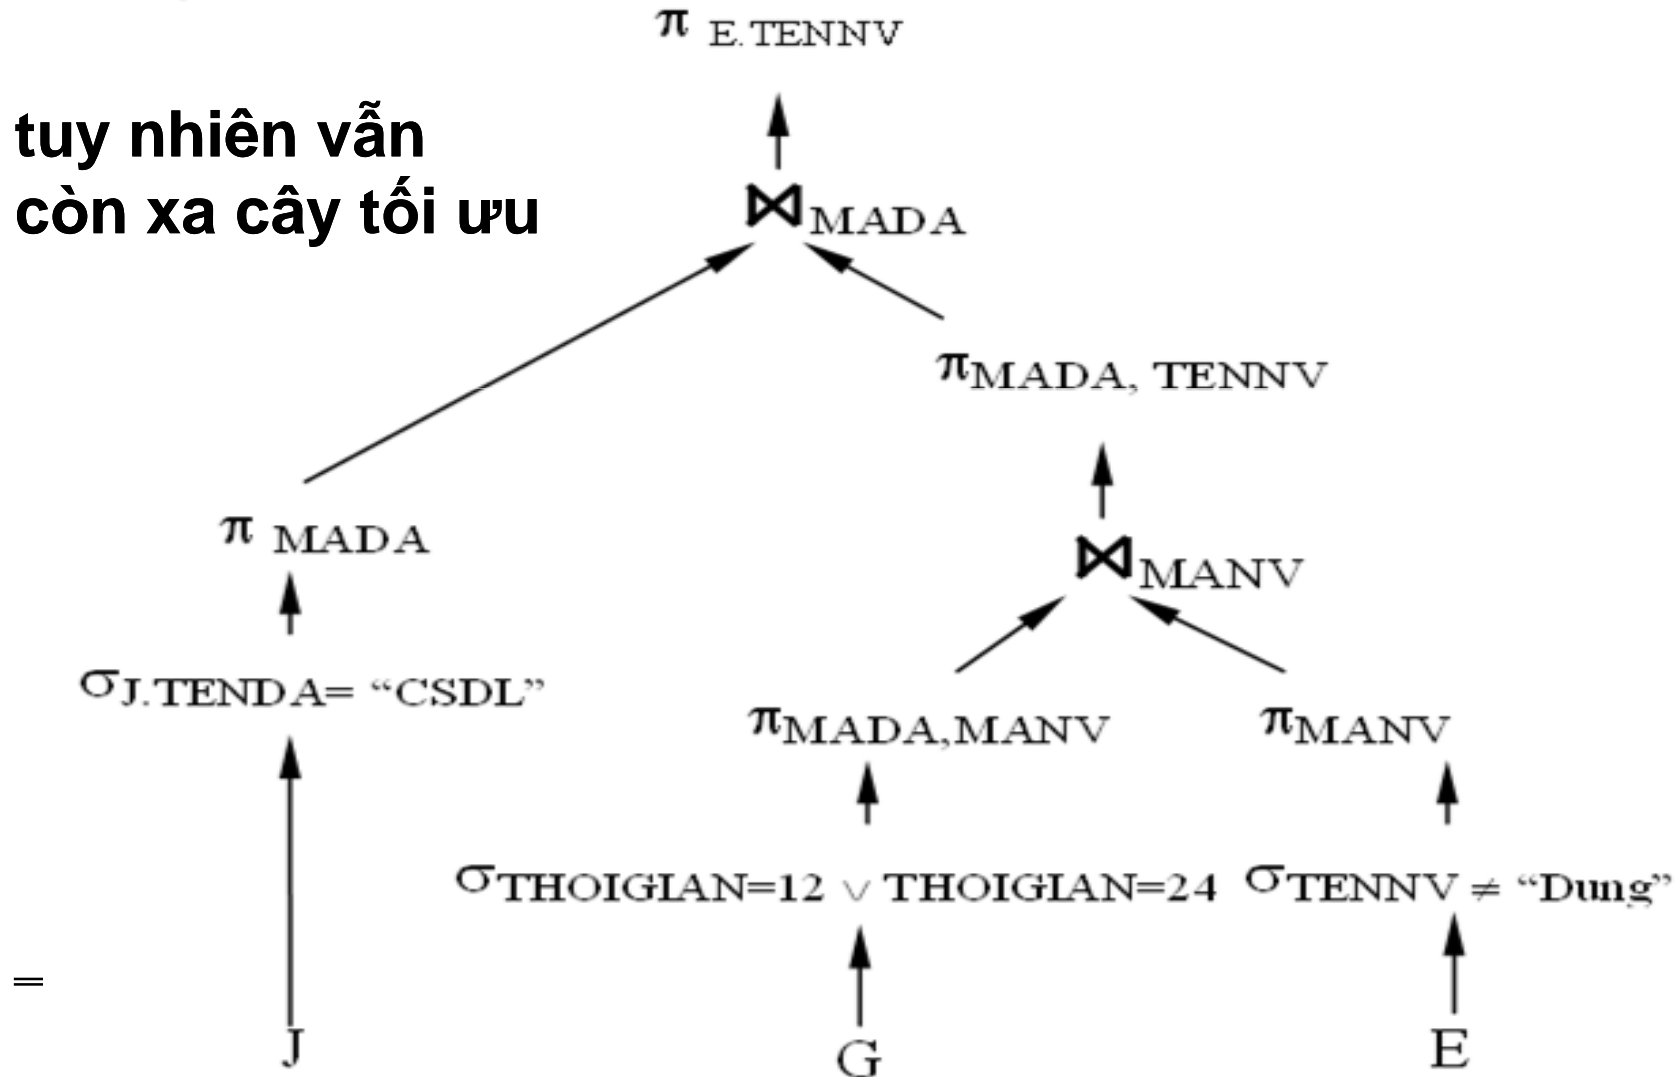 π E.TENNV
tuy nhiên vẫn
còn xa cây tối ưu
⋈MADA
πMADA, TENNV
π MADA
⋈MANV
σJ.TENDA= “CSDL”
πMADA,MANV πMANV
σTHOIGIAN=12 ∨ THOIGIAN=24 σTENNV ≠ “Dung”
=
J G E